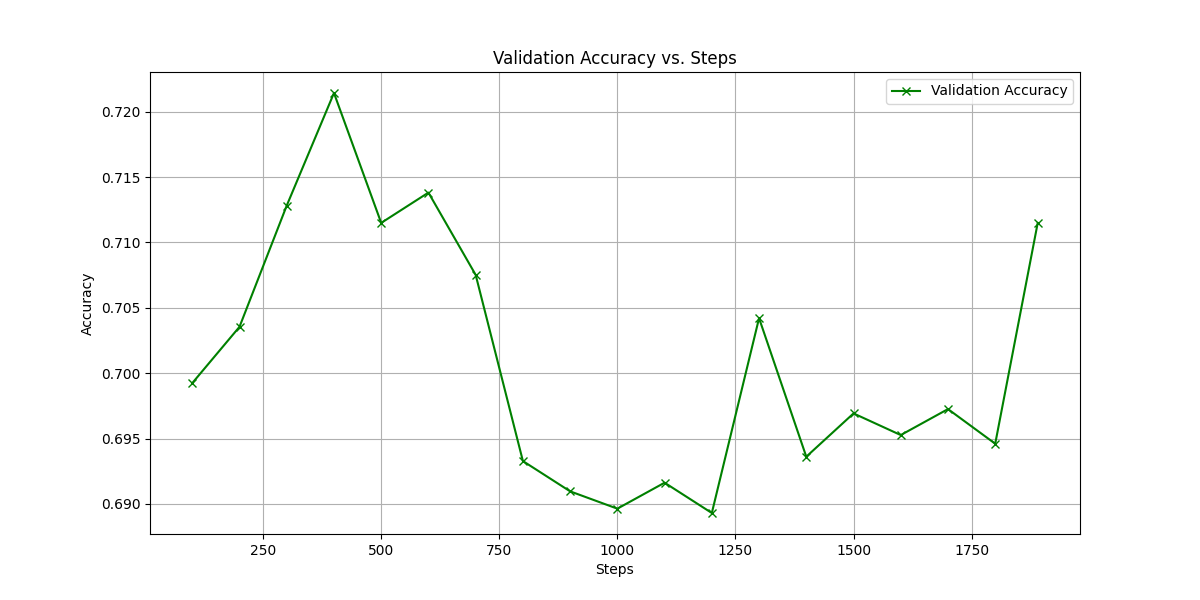 Validation Accuracy vs. Steps
Validation Accuracy
Accuracy
0.720
0.715
0.710
0.705
0.700
0.695
0.690
250 500 750 1000 1250 1500 1750
Steps